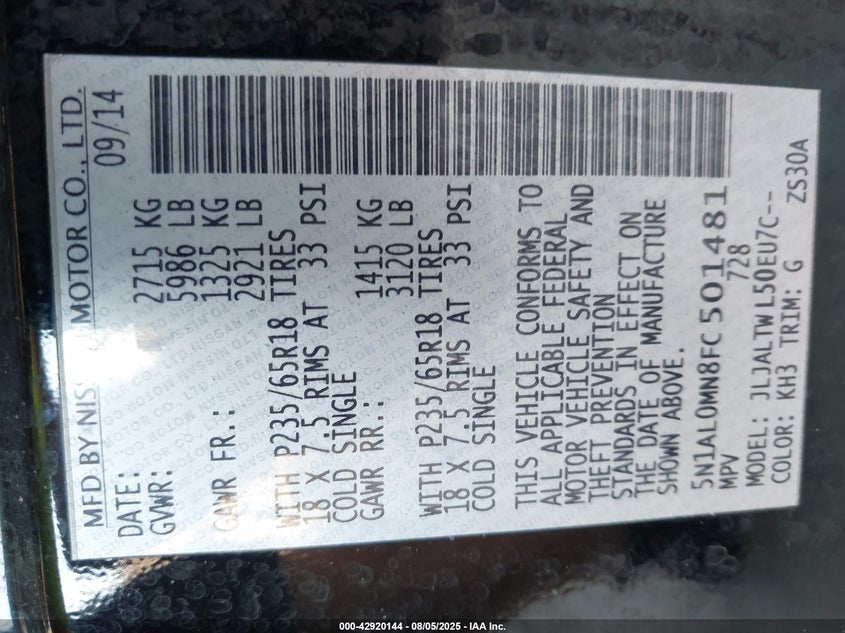 MFD BY NISS MOTOR CO., LTD.
DATE: 09/14
GVWR: 2715 KG
5986 LB
GAWR FR.: 1325 KG
2921 LB
WITH P235/65R18 TIRES
18 X 7.5 RIMS AT 33 PSI
COLD SINGLE
GAWR RR.: 1415 KG
3120 LB
WITH P235/65R18 TIRES
18 X 7.5 RIMS AT 33 PSI
COLD SINGLE
THIS VEHICLE CONFORMS TO
ALL APPLICABLE FEDERAL
MOTOR VEHICLE SAFETY AND
THEFT PREVENTION
STANDARDS IN EFFECT ON
THE DATE OF MANUFACTURE
SHOWN ABOVE.
5N1AL0MN8FC501481
MPV 728
MODEL: JLJALTWL50EU7C--
COLOR: KH3 TRIM: G ZS30A
000-42920144 - 08/05/2025 - IAA Inc.